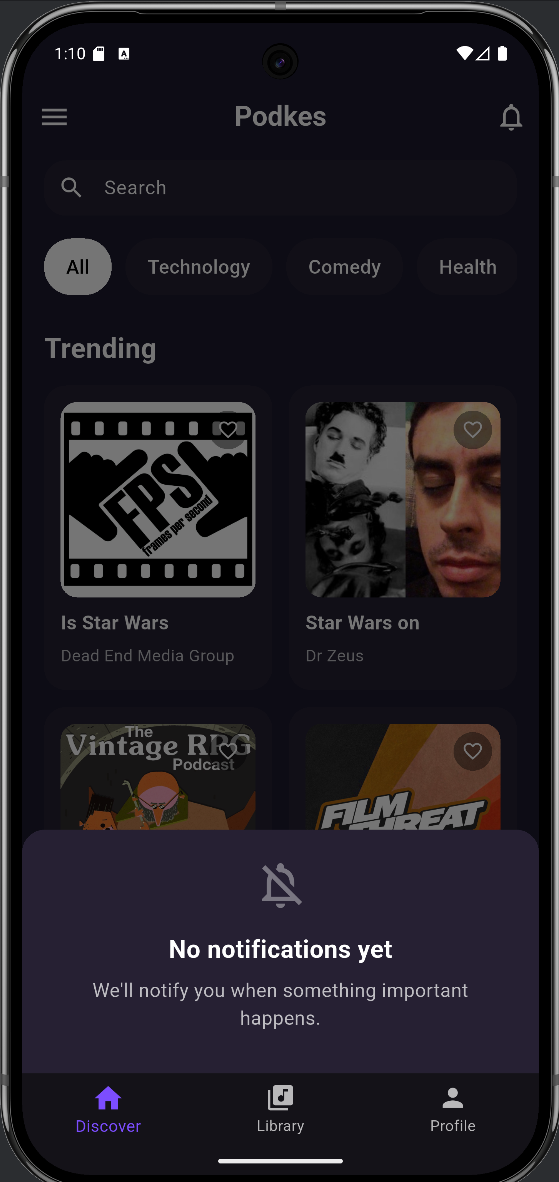 1:10
Podkes
Search
All
Technology
Comedy
Health
Trending
FPS
frames per second
Is Star Wars
Dead End Media Group
Star Wars on
Dr Zeus
The
Vintage RPG
Podcast
FILM
THREAT
No notifications yet
We'll notify you when something important
happens.
Discover
Library
Profile